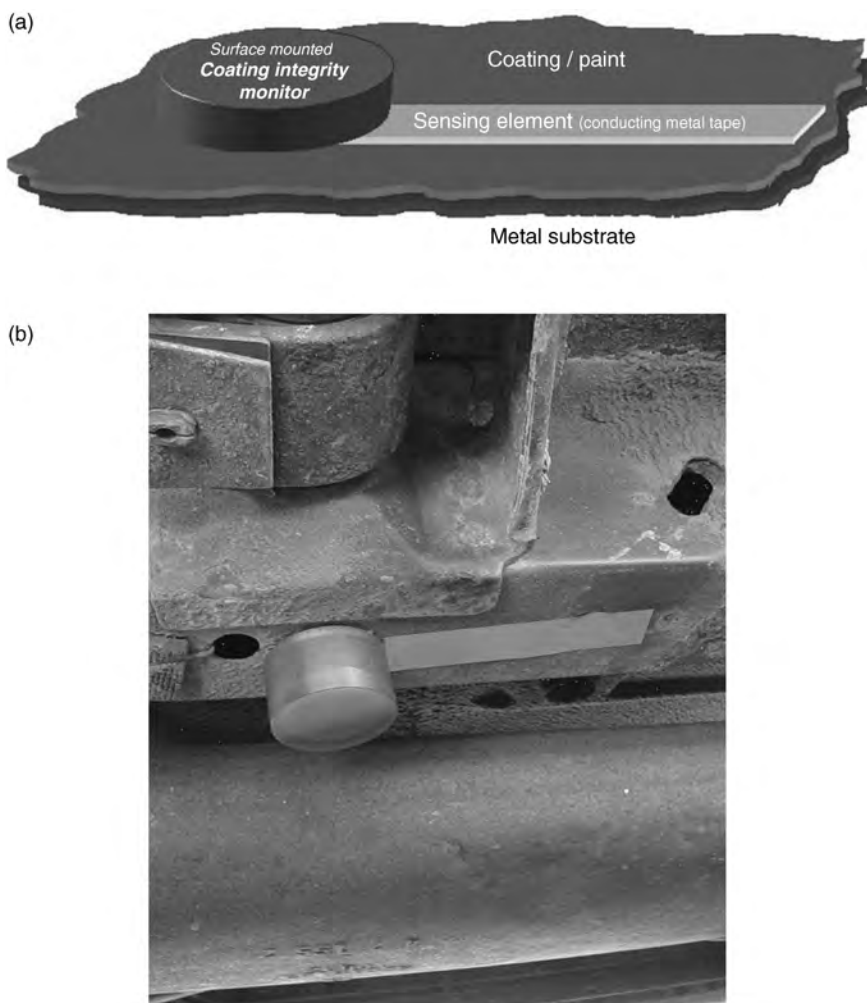 (a)
Surface mounted
Coating integrity
monitor
Coating / paint
Sensing element (conducting metal tape)
Metal substrate
(b)